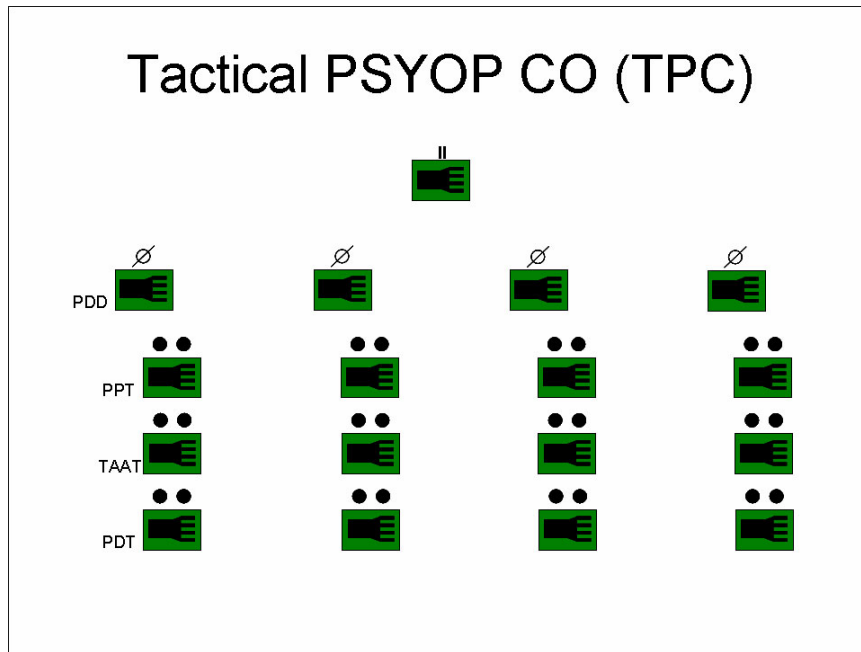 Tactical PSYOP CO (TPC)
II
PDD
PPT
TAAT
PDT